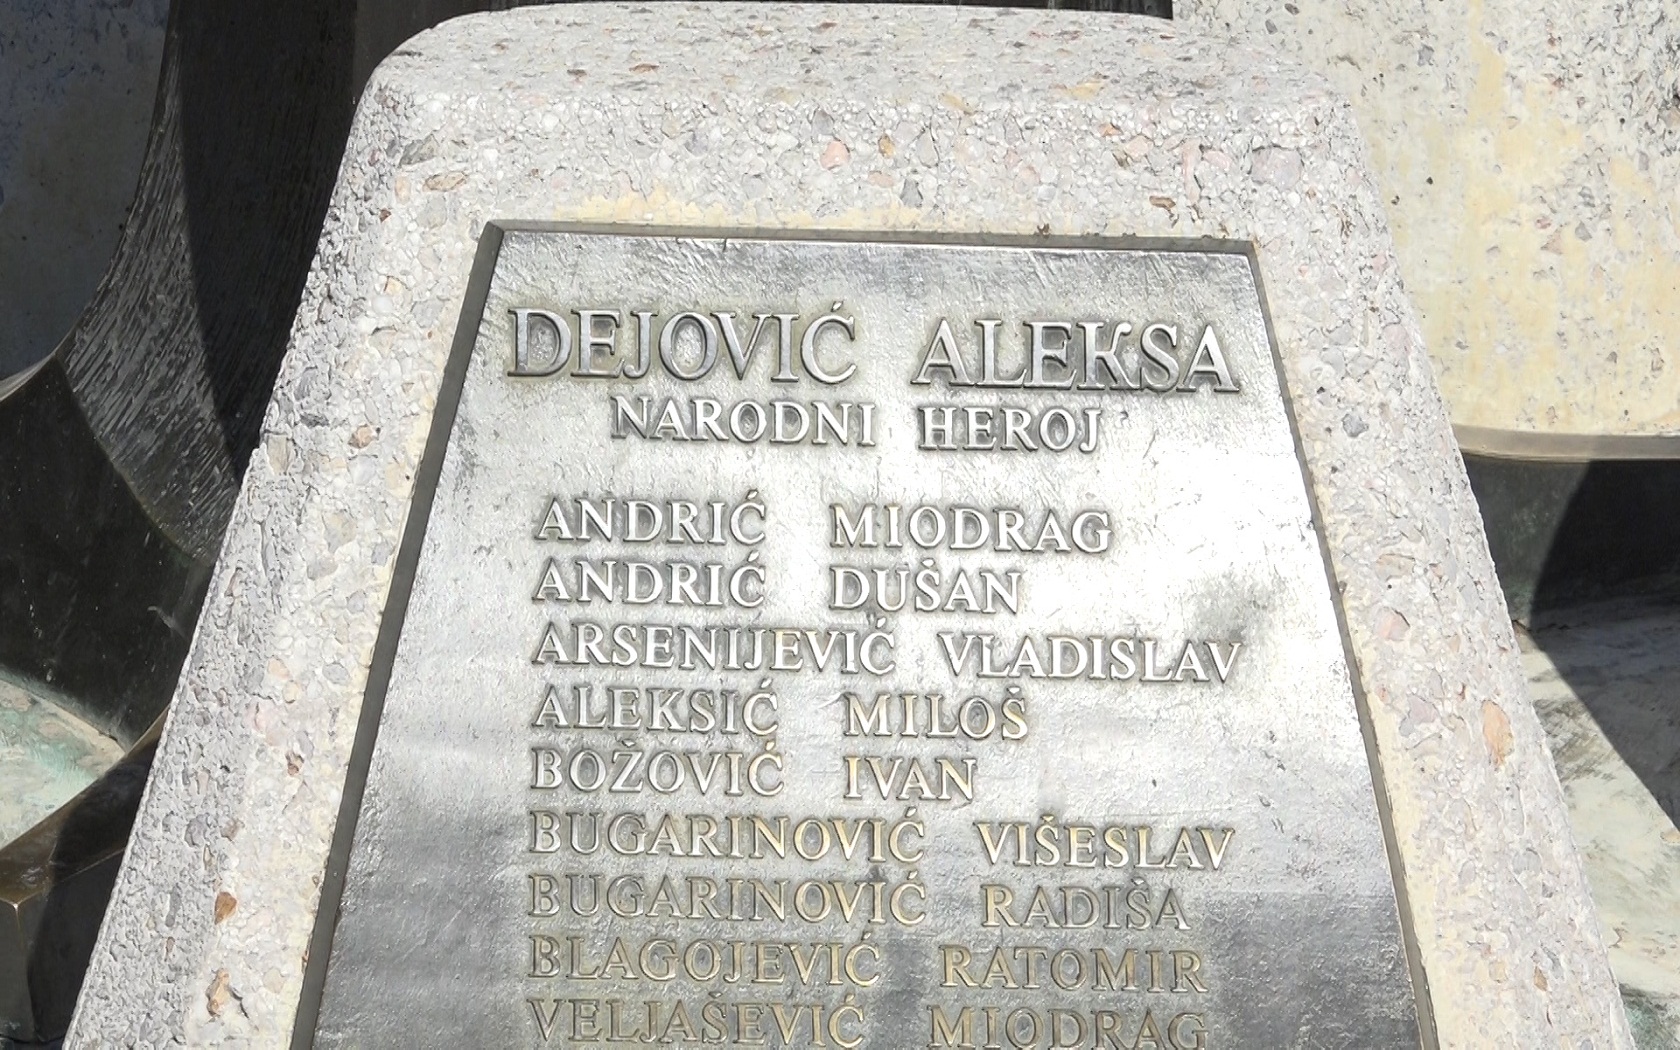 DEJOVIĆ ALEKSA
NARODNI HEROJ
ANDRIĆ MIODRAG
ANDRIĆ DUŠAN
ARSENIJEVIĆ VLADISLAV
ALEKSIĆ MILOŠ
BOŽOVIĆ IVAN
BUGARINOVIĆ VIŠESLAV
BUGARINOVIĆ RADIŠA
BLAGOJEVIĆ RATOMIR
VELJAŠEVIĆ MIODRAG